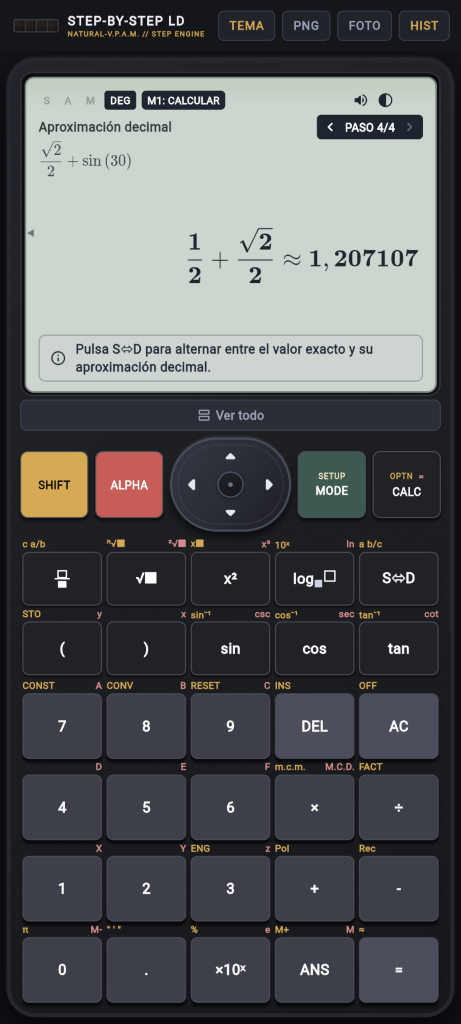 STEP-BY-STEP LD
NATURAL-V.P.A.M. // STEP ENGINE
TEMA
PNG
FOTO
HIST
S A M DEG M1: CALCULAR
Aproximación decimal
PASO 4/4
√2/2 + sin (30)
1/2 + √2/2 ≈ 1,207107
Pulsa S⇔D para alternar entre el valor exacto y su
aproximación decimal.
Ver todo
SHIFT
ALPHA
SETUP
MODE
OPTN =
CALC
c a/b ⁿ√■ ³√■ x■ x³ 10ˣ ln a b/c
√■ x² log■□ S⇔D
STO y x sin⁻¹ csc cos⁻¹ sec tan⁻¹ cot
( ) sin cos tan
CONST A CONV B RESET C INS OFF
7 8 9 DEL AC
D E F m.c.m. M.C.D. FACT
4 5 6 × ÷
X Y ENG z Pol Rec
1 2 3 + -
π M- ° ' " % e M+ M ≈
0 . ×10ˣ ANS =